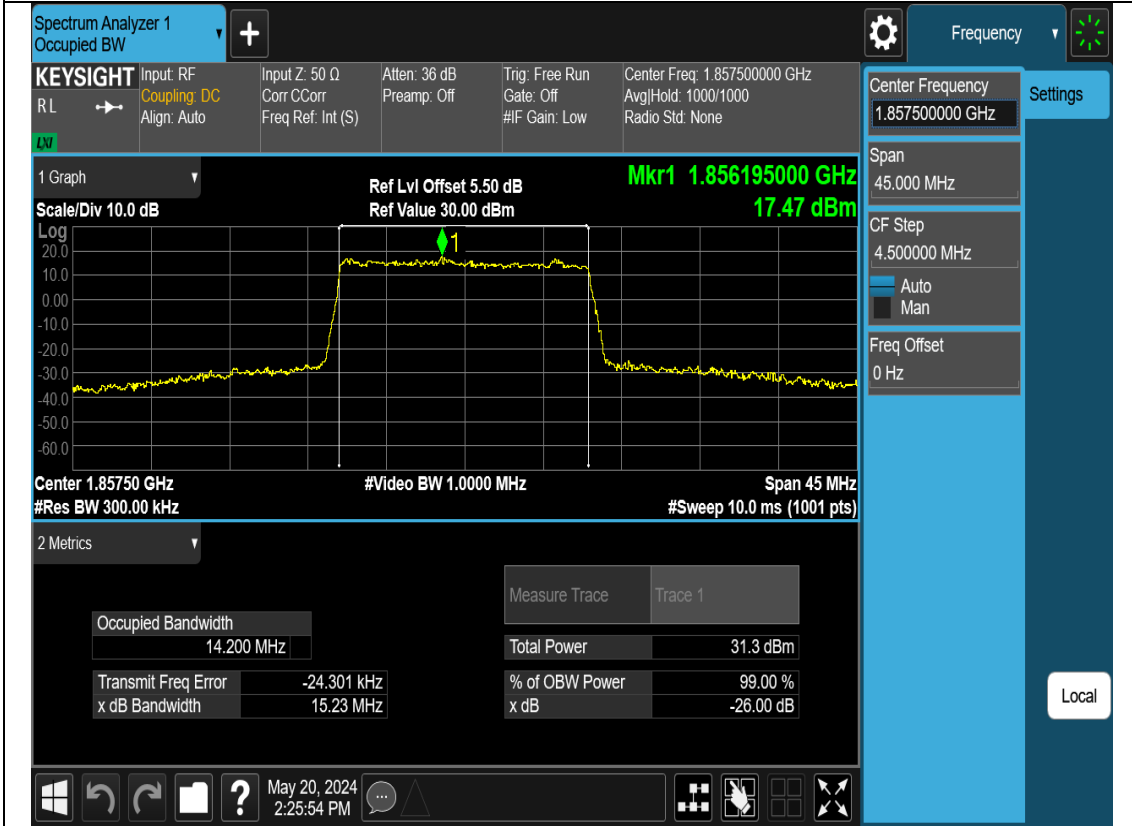 Spectrum Analyzer 1
Occupied BW
Frequency
KEYSIGHT
R L
LXI
Input: RF
Coupling: DC
Align: Auto
Input Z: 50 Ω
Corr CCorr
Freq Ref: Int (S)
Atten: 36 dB
Preamp: Off
Trig: Free Run
Gate: Off
#IF Gain: Low
Center Freq: 1.857500000 GHz
Avg|Hold: 1000/1000
Radio Std: None
Center Frequency
1.857500000 GHz
Settings
Span
45.000 MHz
CF Step
4.500000 MHz
Auto
Man
Freq Offset
0 Hz
Local
1 Graph
Scale/Div 10.0 dB
Ref Lvl Offset 5.50 dB
Ref Value 30.00 dBm
Mkr1 1.856195000 GHz
17.47 dBm
Log
1
20.0
10.0
0.00
-10.0
-20.0
-30.0
-40.0
-50.0
-60.0
Center 1.85750 GHz
#Video BW 1.0000 MHz
Span 45 MHz
#Res BW 300.00 kHz
#Sweep 10.0 ms (1001 pts)
2 Metrics
Measure Trace Trace 1
Occupied Bandwidth
14.200 MHz
Total Power 31.3 dBm
Transmit Freq Error -24.301 kHz
% of OBW Power 99.00 %
x dB Bandwidth 15.23 MHz
x dB -26.00 dB
?
May 20, 2024
2:25:54 PM